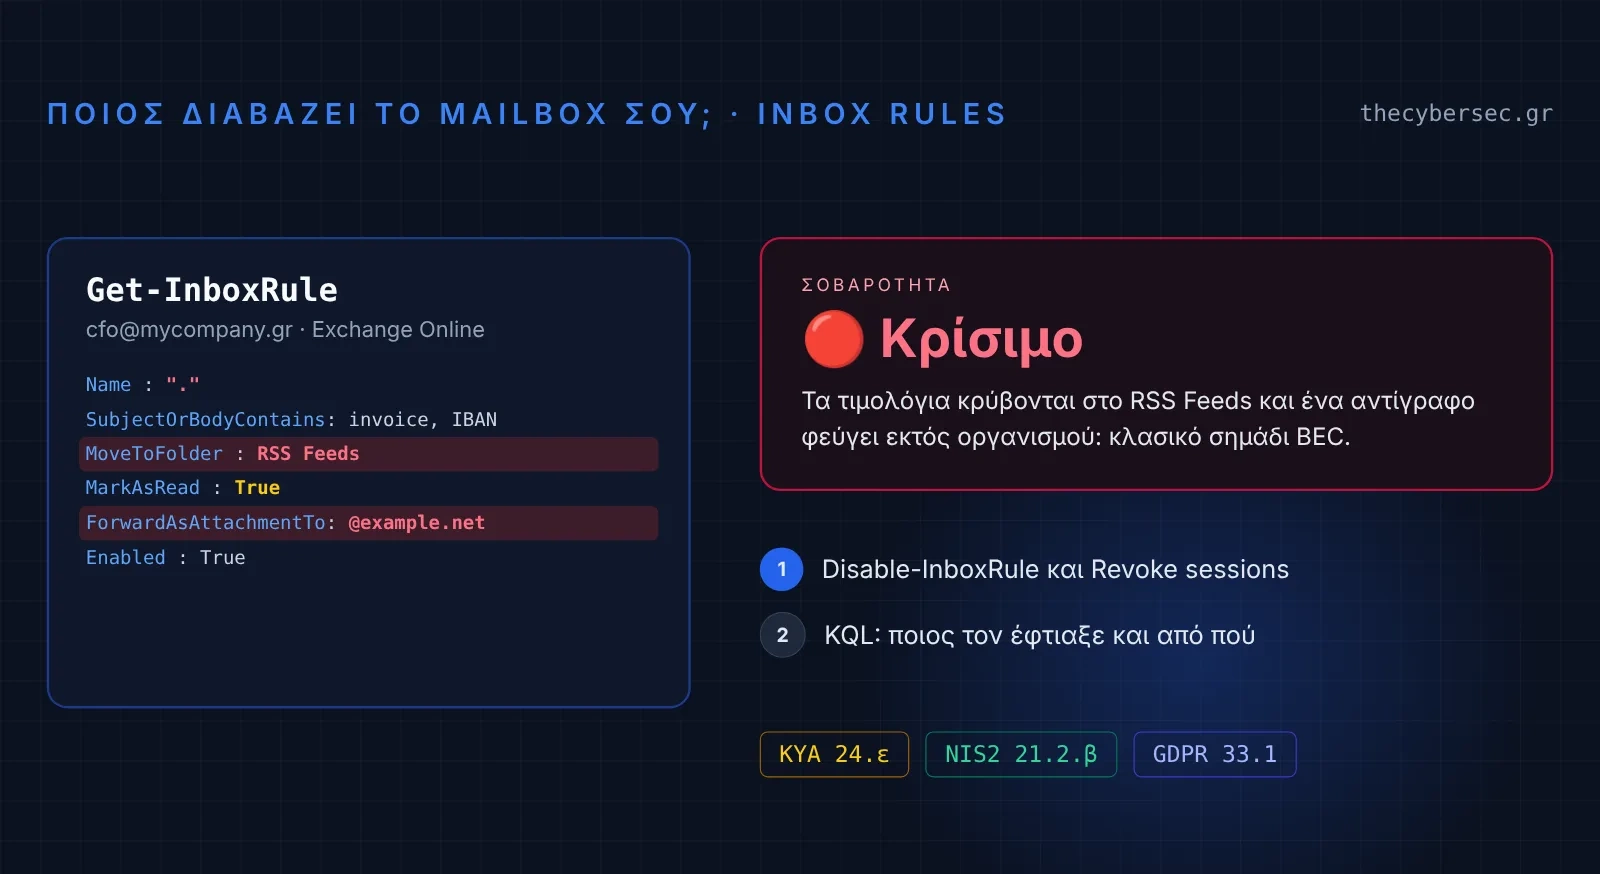 ΠΟΙΟΣ ΔΙΑΒΑΖΕΙ ΤΟ MAILBOX ΣΟΥ; · INBOX RULES
thecybersec.gr
Get-InboxRule
cfo@mycompany.gr · Exchange Online
Name : "."
SubjectOrBodyContains: invoice, IBAN
MoveToFolder : RSS Feeds
MarkAsRead : True
ForwardAsAttachmentTo: @example.net
Enabled : True
ΣΟΒΑΡΟΤΗΤΑ
Κρίσιμο
Τα τιμολόγια κρύβονται στο RSS Feeds και ένα αντίγραφο
φεύγει εκτός οργανισμού: κλασικό σημάδι BEC.
1 Disable-InboxRule και Revoke sessions
2 KQL: ποιος τον έφτιαξε και από πού
ΚΥΑ 24.ε
NIS2 21.2.β
GDPR 33.1